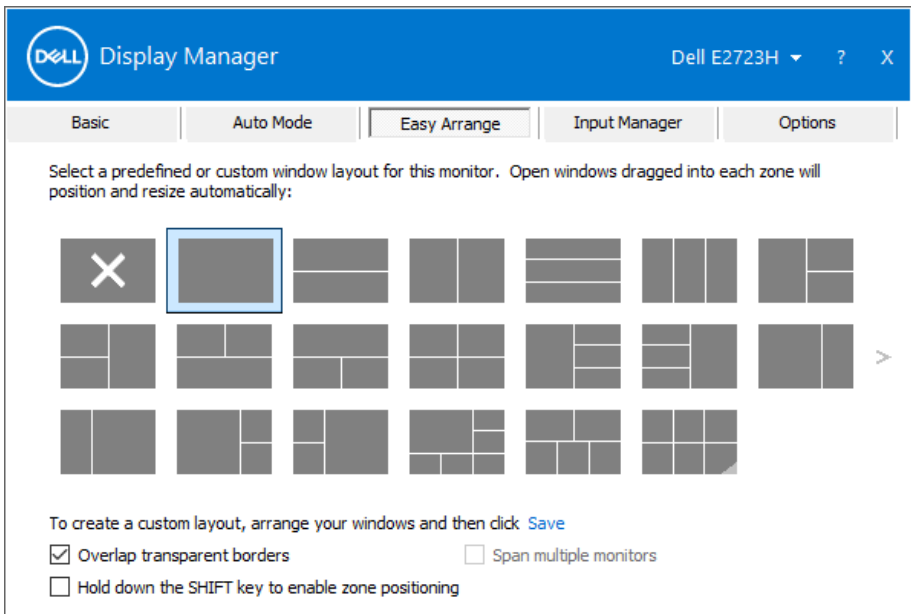 DELL Display Manager Dell E2723H ? X
Basic Auto Mode Easy Arrange Input Manager Options
Select a predefined or custom window layout for this monitor.  Open windows dragged into each zone will
position and resize automatically:
>
To create a custom layout, arrange your windows and then click Save
Overlap transparent borders Span multiple monitors
Hold down the SHIFT key to enable zone positioning